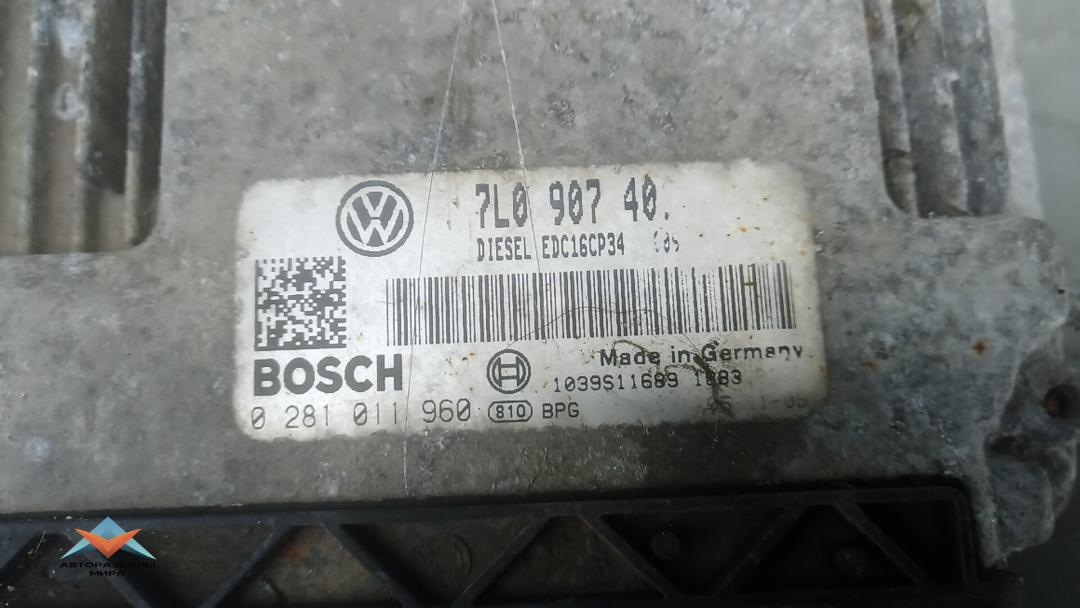 7L0 907 40
DIESEL EDC16CP34
BOSCH
Made in Germany
1039S11689
0 281 011 960 810 BPG
АВТОРАЗБОРЫ
МИРА